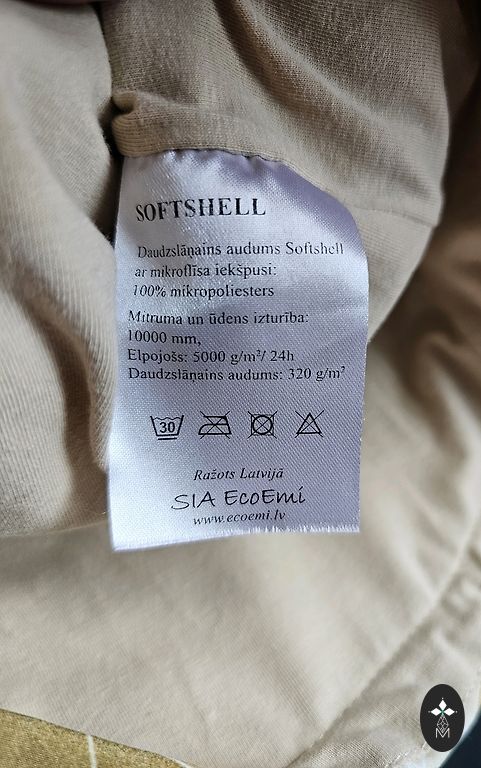 SOFTSHELL
Daudzslāņains audums Softshell
ar mikroflīsa iekšpusi:
100% mikropoliesters
Mitruma un ūdens izturība:
10000 mm,
Elpojošs: 5000 g/m²/ 24h
Daudzslāņains audums: 320 g/m²
30
Ražots Latvijā
SIA EcoEmi
www.ecoemi.lv
M